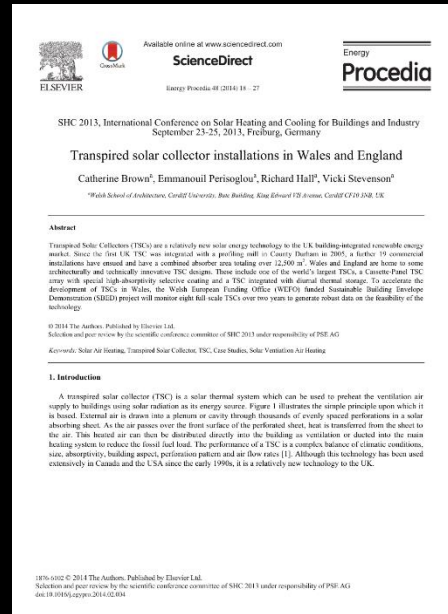 Available online at www.sciencedirect.com
CrossMark
ScienceDirect
ELSEVIER
Energy Procedia 48 (2014) 18 – 27
Energy
Procedia
SHC 2013, International Conference on Solar Heating and Cooling for Buildings and Industry
September 23-25, 2013, Freiburg, Germany
Transpired solar collector installations in Wales and England
Catherine Brownª, Emmanouil Perisoglouª, Richard Hallª, Vicki Stevensonª
ªWelsh School of Architecture, Cardiff University, Bute Building, King Edward VII Avenue, Cardiff CF10 3NB, UK
Abstract
Transpired Solar Collectors (TSCs) are a relatively new solar energy technology to the UK building-integrated renewable energy
market. Since the first UK TSC was integrated with a profiling mill in County Durham in 2005, a further 19 commercial
installations have ensued and have a combined absorber area totaling over 12,500 m².  Wales and England are home to some
architecturally and technically innovative TSC designs. These include one of the world's largest TSCs, a Cassette-Panel TSC
array with special high-absorptivity selective coating and a TSC integrated with diurnal thermal storage. To accelerate the
development of TSCs in Wales, the Welsh European Funding Office (WEFO) funded Sustainable Building Envelope
Demonstration (SBED) project will monitor eight full-scale TSCs over two years to generate robust data on the feasibility of the
technology.
© 2014 The Authors. Published by Elsevier Ltd.
Selection and peer review by the scientific conference committee of SHC 2013 under responsibility of PSE AG
Keywords: Solar Air Heating, Transpired Solar Collector, TSC, Case Studies, Solar Ventilation Air Heating
1. Introduction
A transpired solar collector (TSC) is a solar thermal system which can be used to preheat the ventilation air
supply to buildings using solar radiation as its energy source. Figure 1 illustrates the simple principle upon which it
is based. External air is drawn into a plenum or cavity through thousands of evenly spaced perforations in a solar
absorbing sheet. As the air passes over the front surface of the perforated sheet, heat is transferred from the sheet to
the air. This heated air can then be distributed directly into the building as ventilation or ducted into the main
heating system to reduce the fossil fuel load. The performance of a TSC is a complex balance of climatic conditions,
size, absorptivity, building aspect, perforation pattern and air flow rates [1]. Although this technology has been used
extensively in Canada and the USA since the early 1990s, it is a relatively new technology to the UK.
1876-6102 © 2014 The Authors. Published by Elsevier Ltd.
Selection and peer review by the scientific conference committee of SHC 2013 under responsibility of PSE AG
doi:10.1016/j.egypro.2014.02.004